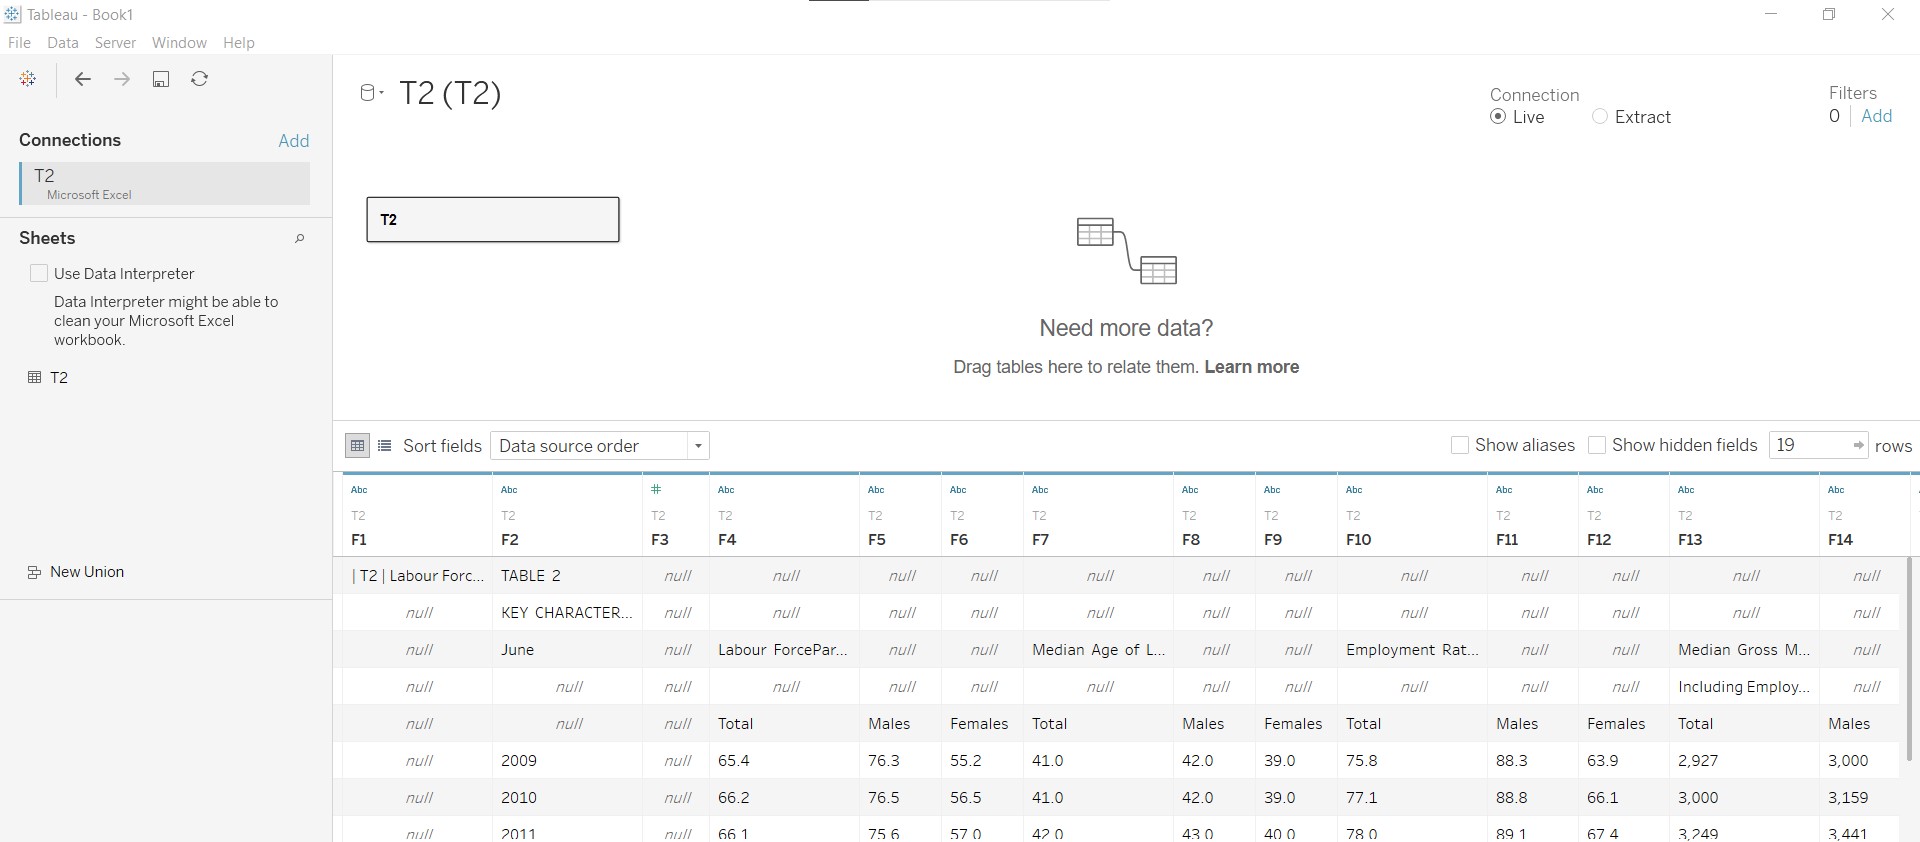 Tableau - Book1
File Data Server Window Help
Connections Add
T2
Microsoft Excel
Sheets
Use Data Interpreter
Data Interpreter might be able to
clean your Microsoft Excel
workbook.
T2
New Union
T2 (T2)
Connection
Live Extract
Filters
0 Add
T2
Need more data?
Drag tables here to relate them. Learn more
Sort fields Data source order Show aliases Show hidden fields 19 rows
Abc Abc # Abc Abc Abc Abc Abc Abc Abc Abc Abc Abc Abc
T2 T2 T2 T2 T2 T2 T2 T2 T2 T2 T2 T2 T2 T2
F1 F2 F3 F4 F5 F6 F7 F8 F9 F10 F11 F12 F13 F14
| T2 | Labour Forc... TABLE 2 null null null null null null null null null null null null
null KEY CHARACTER... null null null null null null null null null null null null
null June null Labour ForcePar... null null Median Age of L... null null Employment Rat... null null Median Gross M... null
null null null null null null null null null null null null Including Employ... null
null null null Total Males Females Total Males Females Total Males Females Total Males
null 2009 null 65.4 76.3 55.2 41.0 42.0 39.0 75.8 88.3 63.9 2,927 3,000
null 2010 null 66.2 76.5 56.5 41.0 42.0 39.0 77.1 88.8 66.1 3,000 3,159
null 2011 null 66.1 75.6 57.0 42.0 43.0 40.0 78.0 89.1 67.4 3,249 3,441